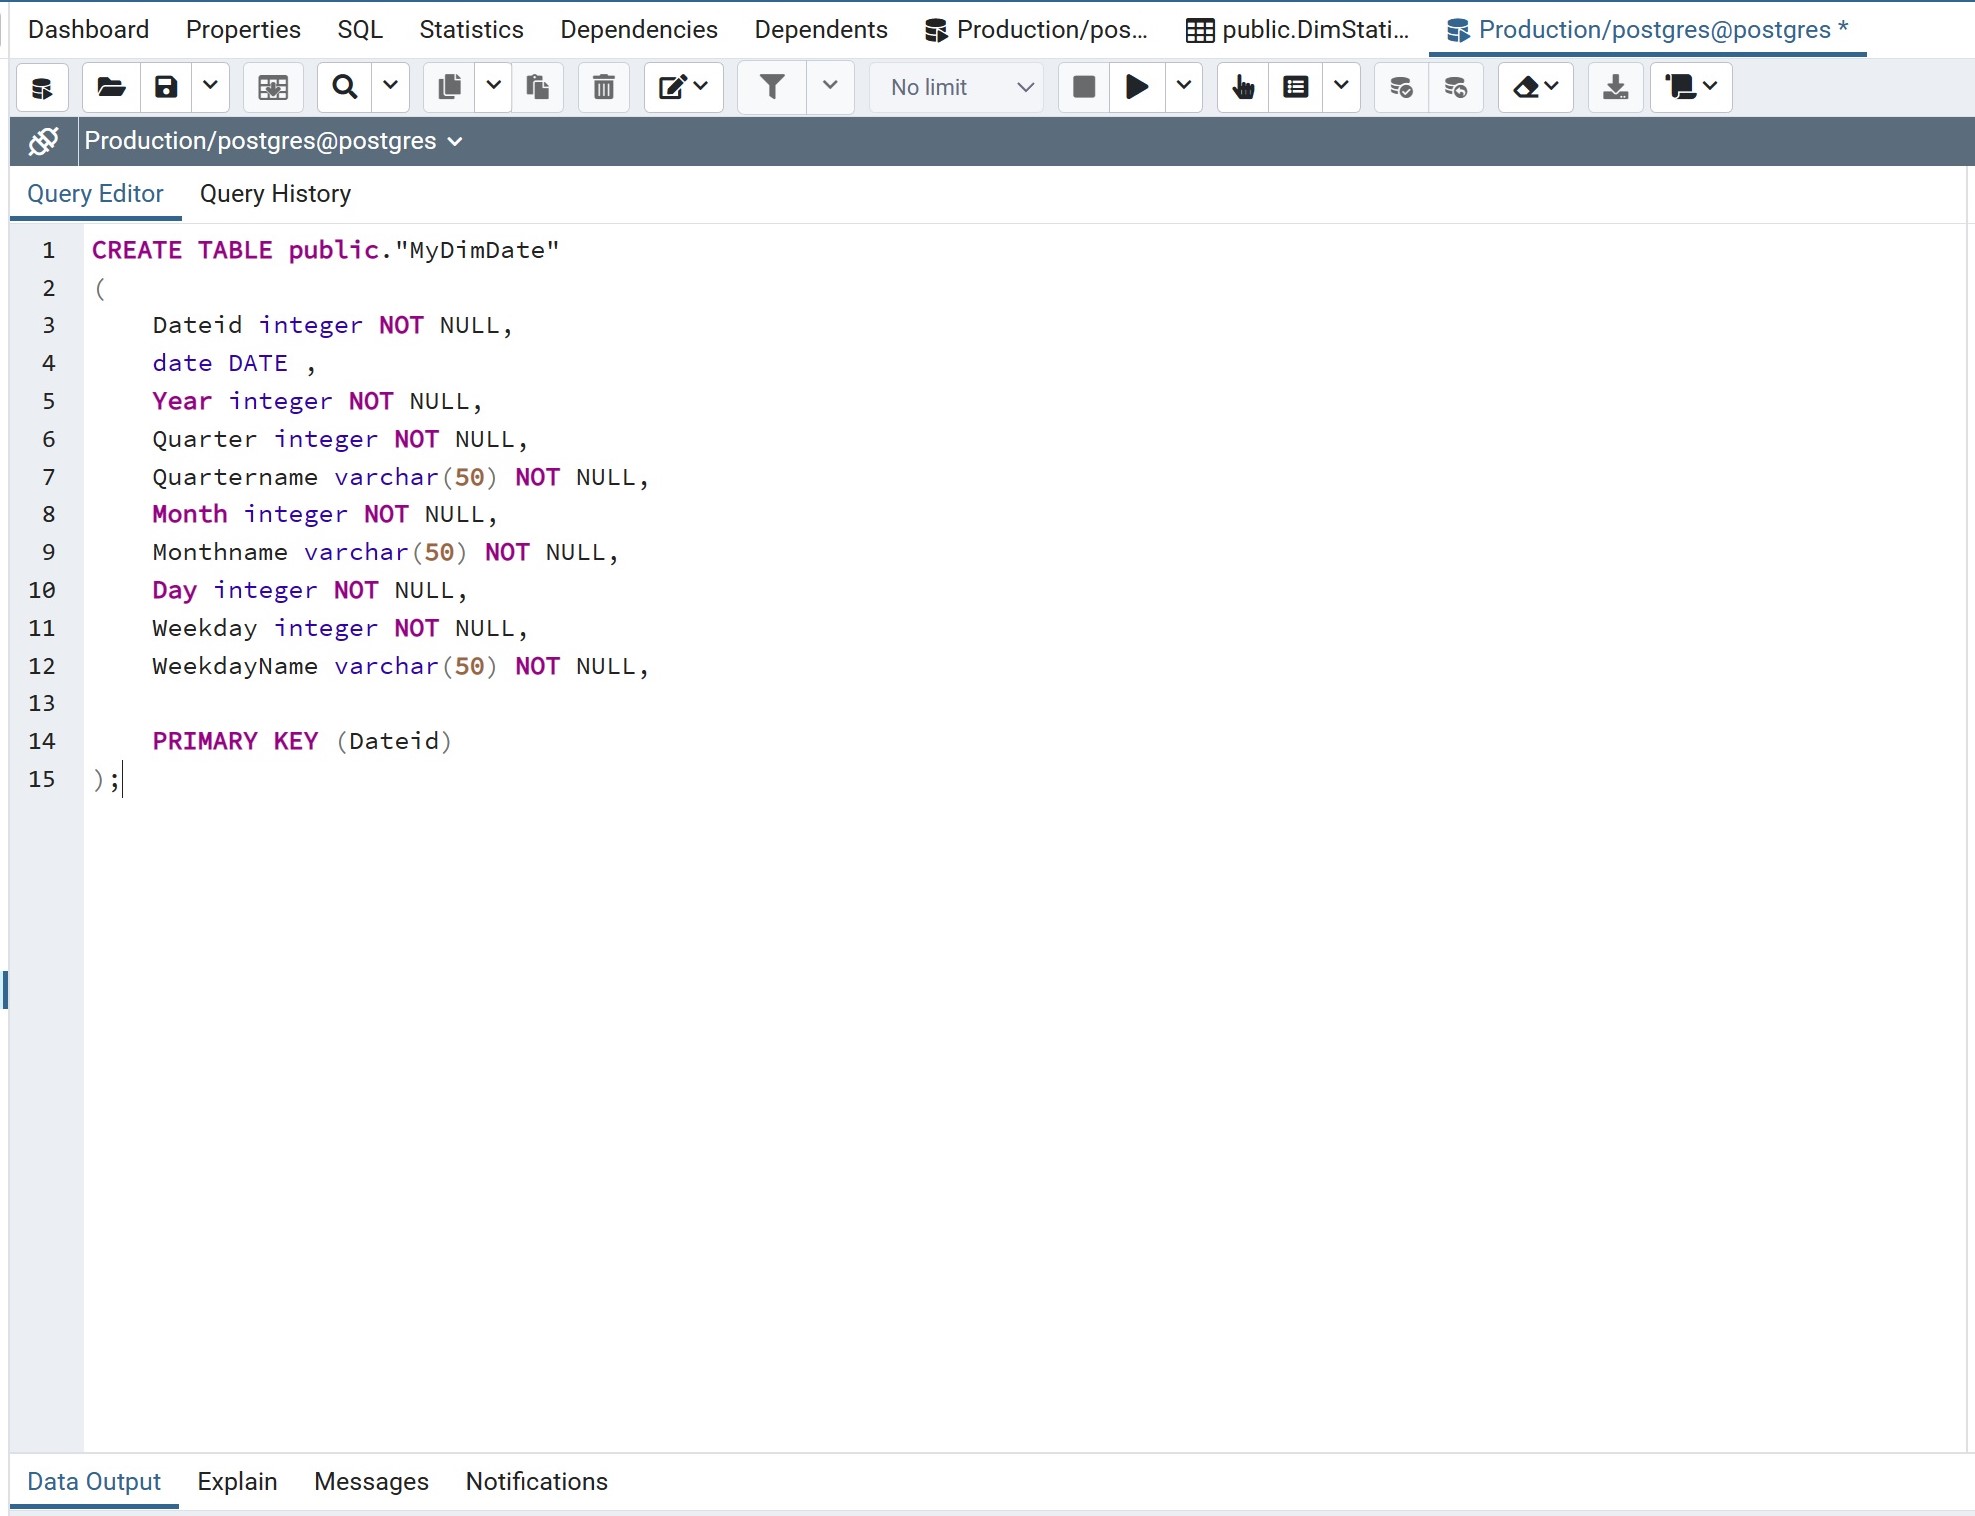 Dashboard Properties SQL Statistics Dependencies Dependents Production/pos... public.DimStati... Production/postgres@postgres *
No limit
Production/postgres@postgres
Query Editor Query History
1 CREATE TABLE public."MyDimDate"
2 (
3 Dateid integer NOT NULL,
4 date DATE ,
5 Year integer NOT NULL,
6 Quarter integer NOT NULL,
7 Quartername varchar(50) NOT NULL,
8 Month integer NOT NULL,
9 Monthname varchar(50) NOT NULL,
10 Day integer NOT NULL,
11 Weekday integer NOT NULL,
12 WeekdayName varchar(50) NOT NULL,
13
14 PRIMARY KEY (Dateid)
15 );
Data Output Explain Messages Notifications